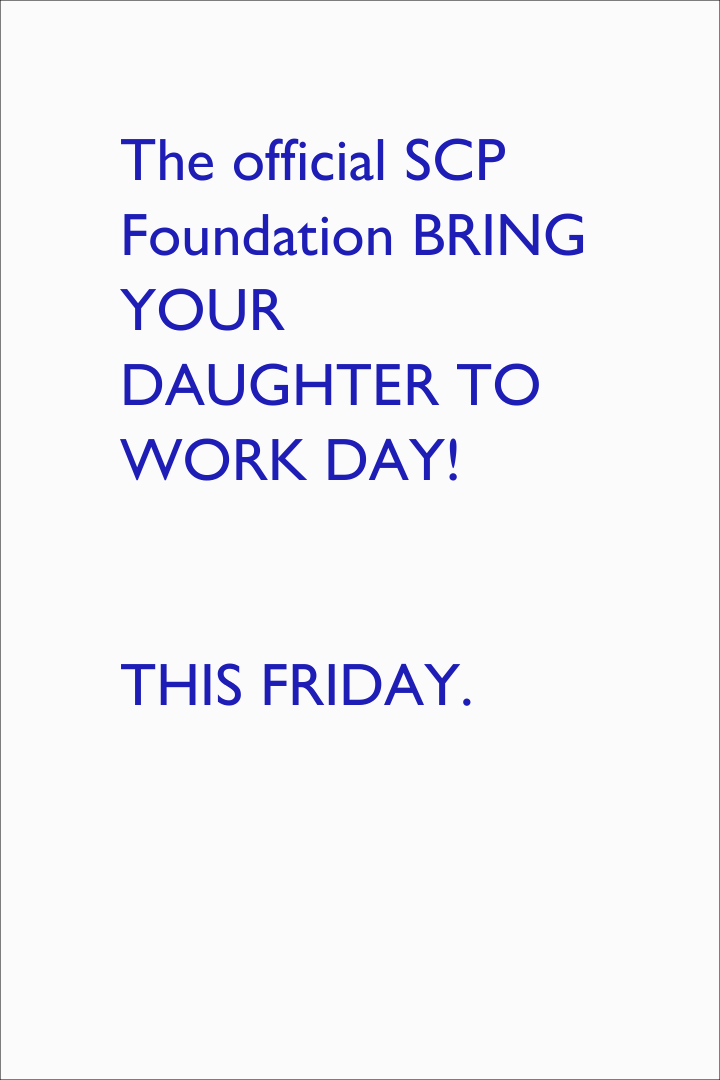 The official SCP
Foundation BRING
YOUR
DAUGHTER TO
WORK DAY!
THIS FRIDAY.